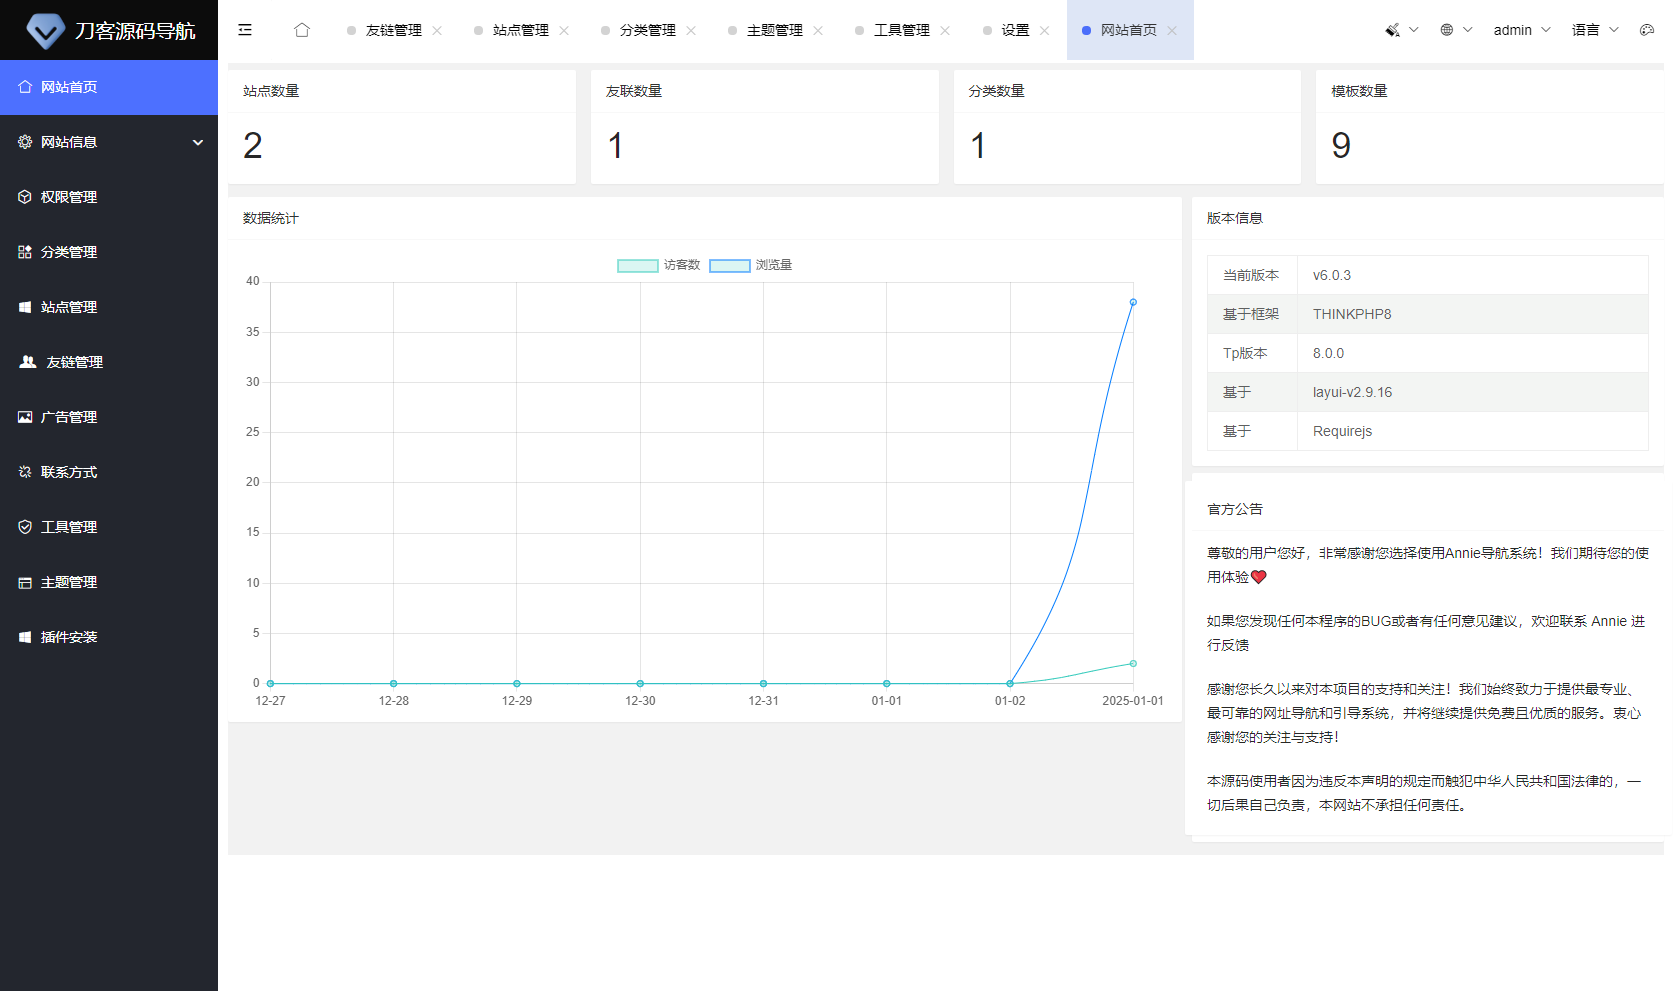 刀客源码导航
友链管理
站点管理
分类管理
主题管理
工具管理
设置
网站首页
admin
语言
网站首页
网站信息
权限管理
分类管理
站点管理
友链管理
广告管理
联系方式
工具管理
主题管理
插件安装
站点数量
2
友联数量
1
分类数量
1
模板数量
9
数据统计
访客数
浏览量
40
35
30
25
20
15
10
5
0
12-27
12-28
12-29
12-30
12-31
01-01
01-02
2025-01-01
版本信息
当前版本 v6.0.3
基于框架 THINKPHP8
Tp版本 8.0.0
基于 layui-v2.9.16
基于 Requirejs
官方公告
尊敬的用户您好，非常感谢您选择使用Annie导航系统！我们期待您的使
用体验❤️
如果您发现任何本程序的BUG或者有任何意见建议，欢迎联系 Annie 进
行反馈
感谢您长久以来对本项目的支持和关注！我们始终致力于提供最专业、
最可靠的网址导航和引导系统，并将继续提供免费且优质的服务。衷心
感谢您的关注与支持！
本源码使用者因为违反本声明的规定而触犯中华人民共和国法律的，一
切后果自己负责，本网站不承担任何责任。